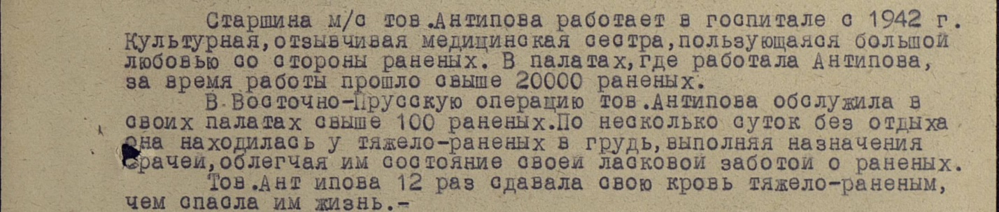 Старшина м/с тов.Антипова работает в госпитале с 1942 г.
Культурная,отзывчивая медицинская сестра,пользующаяся большой
любовью со стороны раненых. В палатах,где работала Антипова,
за время работы прошло свыше 20000 раненых.
В Восточно-Прусскую операцию тов.Антипова обслужила в
своих палатах свыше 100 раненых.По несколько суток без отдыха
она находилась у тяжело-раненых в грудь,выполняя назначения
врачей,облегчая им состояние своей ласковой заботой о раненых.
Тов.Ант ипова 12 раз сдавала свою кровь тяжело-раненым,
чем спасла им жизнь.-